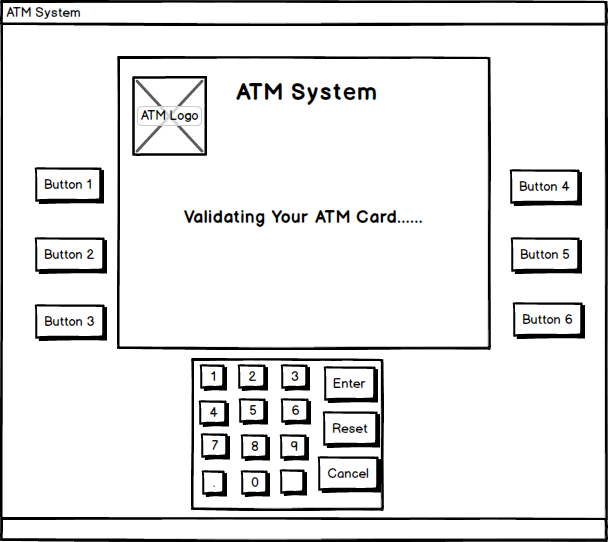 ATM System
ATM System
ATM Logo
Validating Your ATM Card......
Button 1
Button 4
Button 2
Button 5
Button 3
Button 6
1 2 3 Enter
4 5 6 Reset
7 8 9
. 0 Cancel